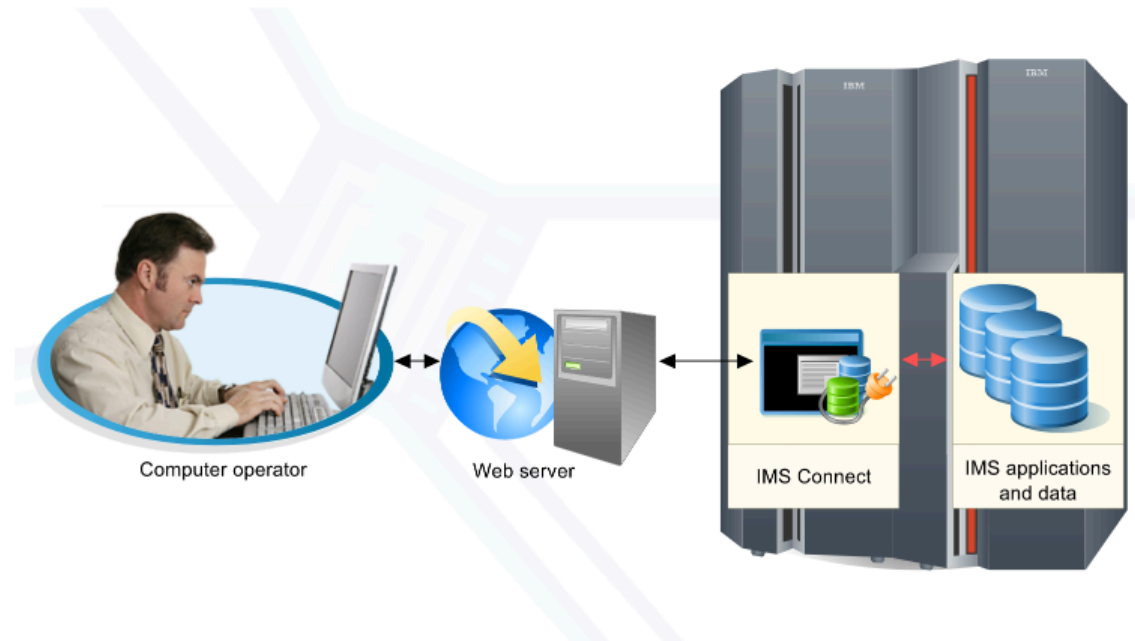 IBM
IBM
Computer operator
Web server
IMS Connect
IMS applications
and data